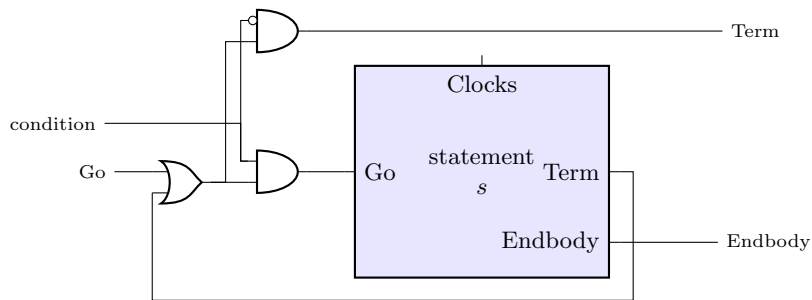 Term
Clocks
condition
statement
Go
Go
Term
s
Endbody
Endbody